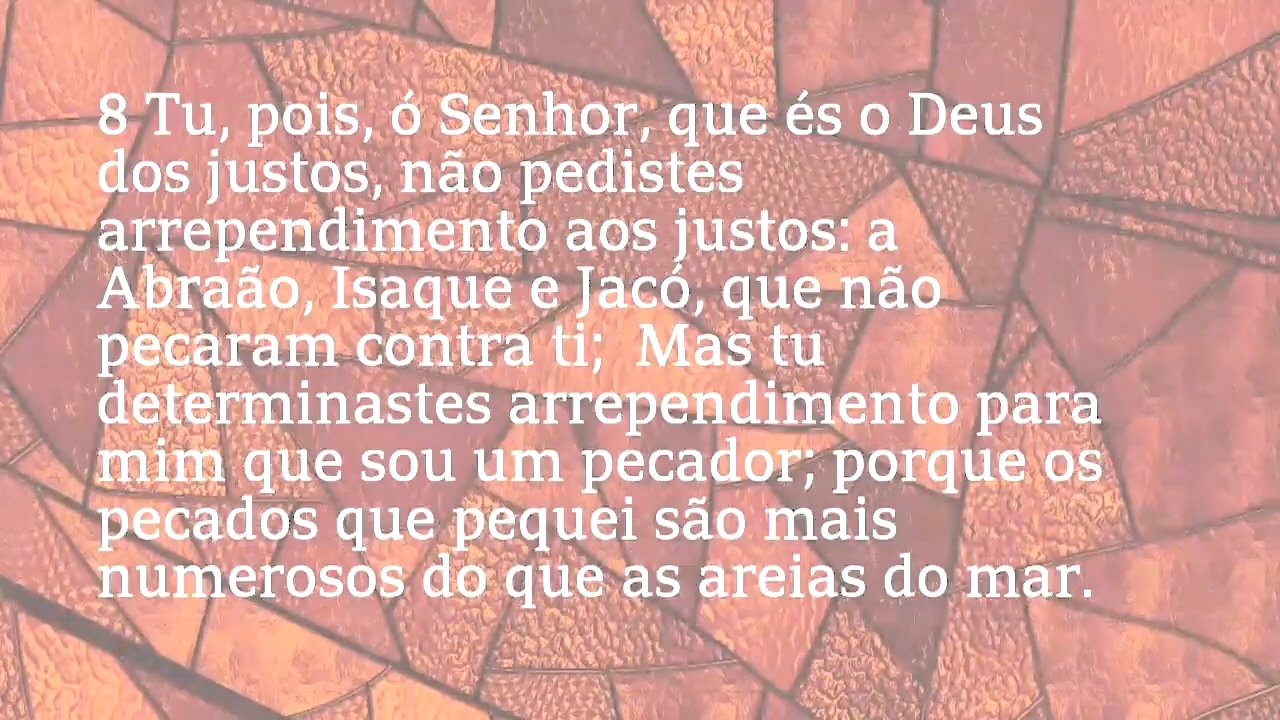 8 Tu, pois, ó Senhor, que és o Deus
dos justos, não pedistes
arrependimento aos justos: a
Abraão, Isaque e Jacó, que não
pecaram contra ti;  Mas tu
determinastes arrependimento para
mim que sou um pecador; porque os
pecados que pequei são mais
numerosos do que as areias do mar.